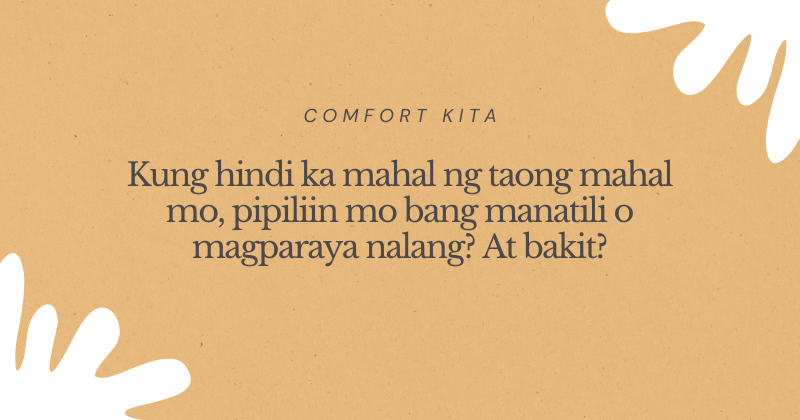 COMFORT KITA
Kung hindi ka mahal ng taong mahal
mo, pipiliin mo bang manatili o
magparaya nalang? At bakit?